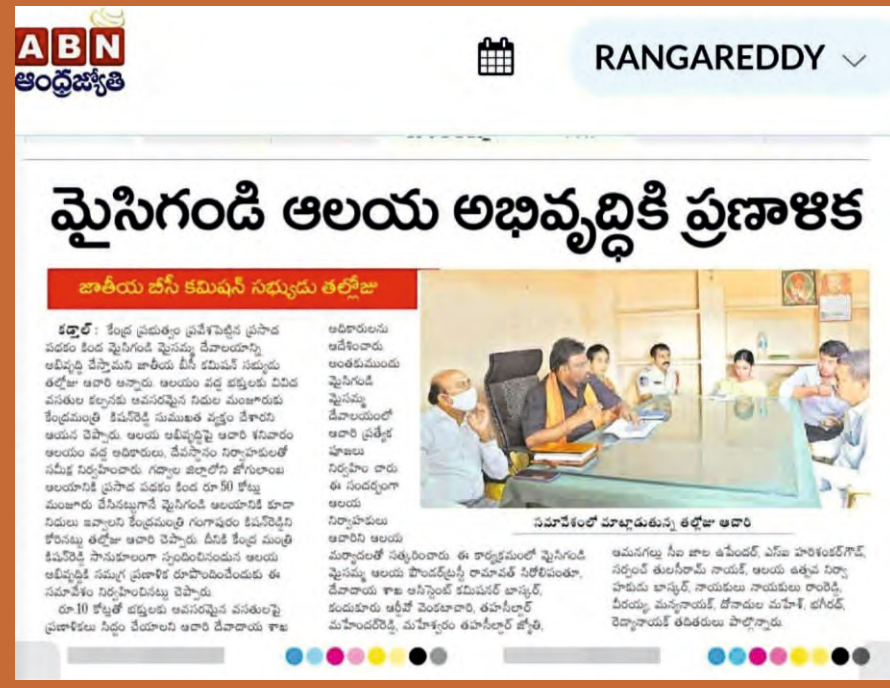 ABN
ఆంధ్రజ్యోతి
RANGAREDDY
మైసిగండి ఆలయ అభివృద్ధికి ప్రణాళిక
జాతీయ బీసీ కమిషన్ సభ్యుడు తల్లోజు
కడ్తాల్ : కేంద్ర ప్రభుత్వం ప్రవేశపెట్టిన ప్రసాద
పథకం కింద మైసిగండి మైసమ్మ దేవాలయాన్ని
అభివృద్ధి చేస్తామని జాతీయ బీసీ కమిషన్ సభ్యుడు
తల్లోజు ఆచారి అన్నారు. ఆలయం వద్ద భక్తులకు వివిధ
వసతుల కల్పనకు అవసరమైన నిధుల మంజూరుకు
కేంద్రమంత్రి కిషన్‌రెడ్డి సుముఖత వ్యక్తం చేశారని
ఆయన చెప్పారు. ఆలయ అభివృద్ధిపై ఆచారి శనివారం
ఆలయం వద్ద అధికారులు, దేవస్థానం నిర్వాహకులతో
సమీక్ష నిర్వహించారు. గద్వాల జిల్లాలోని జోగులాంబ
ఆలయానికి ప్రసాద పథకం కింద రూ.50 కోట్లు
మంజూరు చేసినట్లుగానే మైసిగండి ఆలయానికి కూడా
నిధులు ఇవ్వాలని కేంద్రమంత్రి గంగాపురం కిషన్‌రెడ్డిని
కోరినట్లు తల్లోజు ఆచారి చెప్పారు. దీనికి కేంద్ర మంత్రి
కిషన్‌రెడ్డి సానుకూలంగా స్పందించినందున ఆలయ
అభివృద్ధికి సమగ్ర ప్రణాళిక రూపొందించేందుకు ఈ
సమావేశం నిర్వహించినట్లు చెప్పారు.
రూ.10 కోట్లతో భక్తులకు అవసరమైన వసతులపై
ప్రణాళికలు సిద్ధం చేయాలని ఆచారి దేవాదాయ శాఖ
అధికారులను
ఆదేశించారు.
అంతకుముందు
మైసిగండి
మైసమ్మ
దేవాలయంలో
ఆచారి ప్రత్యేక
పూజలు
నిర్వహిం చారు
ఈ సందర్భంగా
ఆలయ
నిర్వాహకులు
ఆచారిని ఆలయ
మర్యాదలతో సత్కరించారు. ఈ కార్యక్రమంలో మైసిగండి
మైసమ్మ ఆలయ ఫౌండర్‌ట్రస్టీ రామావత్ సిరోలిపంతూ,
దేవాదాయ శాఖ అసిస్టెంట్ కమిషనర్ బాస్కర్,
కందుకూరు ఆర్డీవో వెంకటాచారి, తహసీల్దార్
మహేందర్‌రెడ్డి, మహేశ్వరం తహసీల్దార్ జ్యోతి,
సమావేశంలో మాట్లాడుతున్న తల్లోజు ఆచారి
ఆమనగల్లు సీఐ జాల ఉపేందర్, ఎస్ఐ హరిశంకర్‌గౌడ్,
సర్పంచ్ తులసీరామ్ నాయక్, ఆలయ ఉత్సవ నిర్వా
హకుడు బాస్కర్, నాయకులు నాయకులు రాంరెడ్డి,
వీరయ్య, మన్యనాయక్, దోనాదుల మహేశ్, భగీరథ్,
రెడ్యానాయక్ తదితరులు పాల్గొన్నారు.